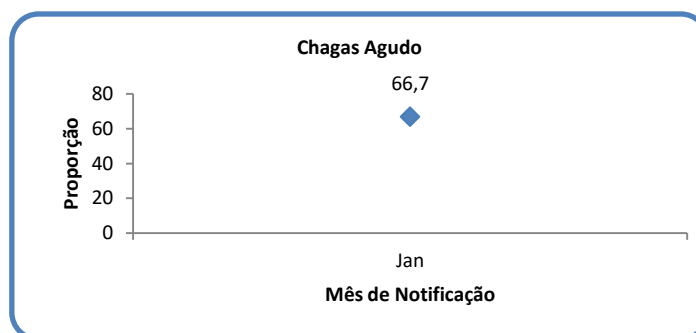 Chagas Agudo
66,7
80
60
40
20
0
Proporção
Jan
Mês de Notificação